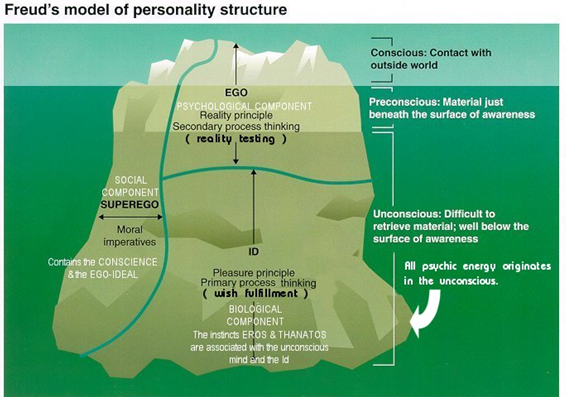 Freud's model of personality structure
Conscious: Contact with
outside world
EGO
PSYCHOLOGICAL COMPONENT
Reality principle
Secondary process thinking
( reality testing )
Preconscious: Material just
beneath the surface of awareness
SOCIAL
COMPONENT
SUPEREGO
Moral
imperatives
Contains the CONSCIENCE
& the EGO-IDEAL
Unconscious: Difficult to
retrieve material; well below the
surface of awareness
ID
Pleasure principle
Primary process thinking
( wish fulfillment )
BIOLOGICAL
COMPONENT
The instincts EROS & THANATOS
are associated with the unconscious
mind and the Id
All psychic energy originates
in the unconscious.